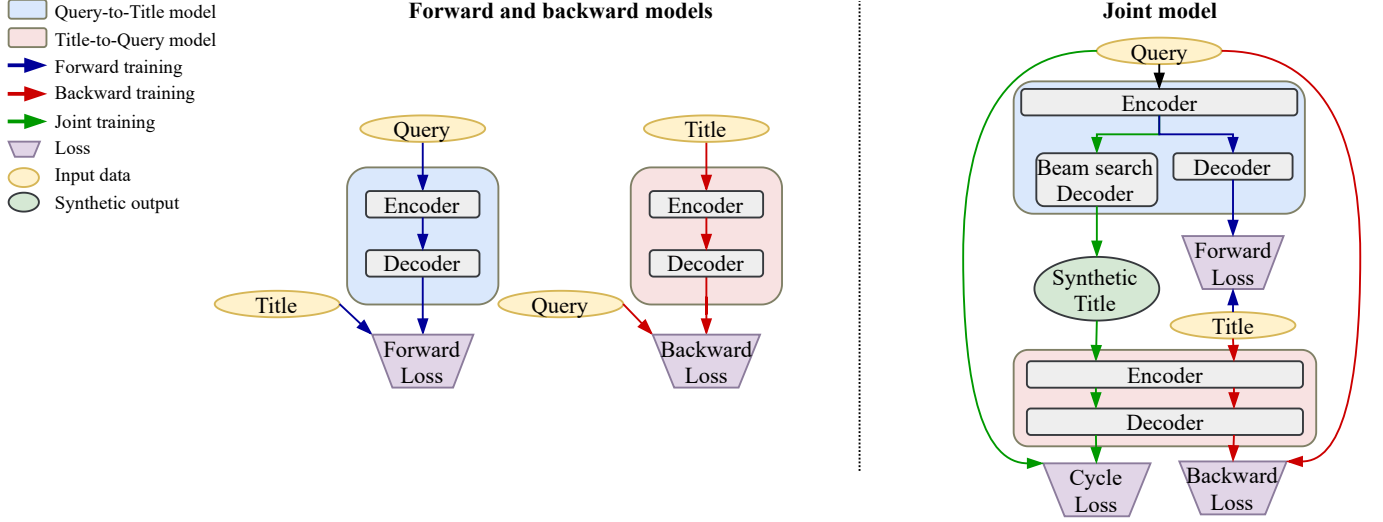 Query-to-Title model
Title-to-Query model
Forward training
Backward training
Joint training
Loss
Input data
Synthetic output
Forward and backward models
Query
Encoder
Decoder
Title
Forward
Loss
Title
Encoder
Decoder
Query
Backward
Loss
Joint model
Query
Encoder
Beam search
Decoder
Decoder
Forward
Loss
Synthetic
Title
Title
Encoder
Decoder
Cycle
Loss
Backward
Loss